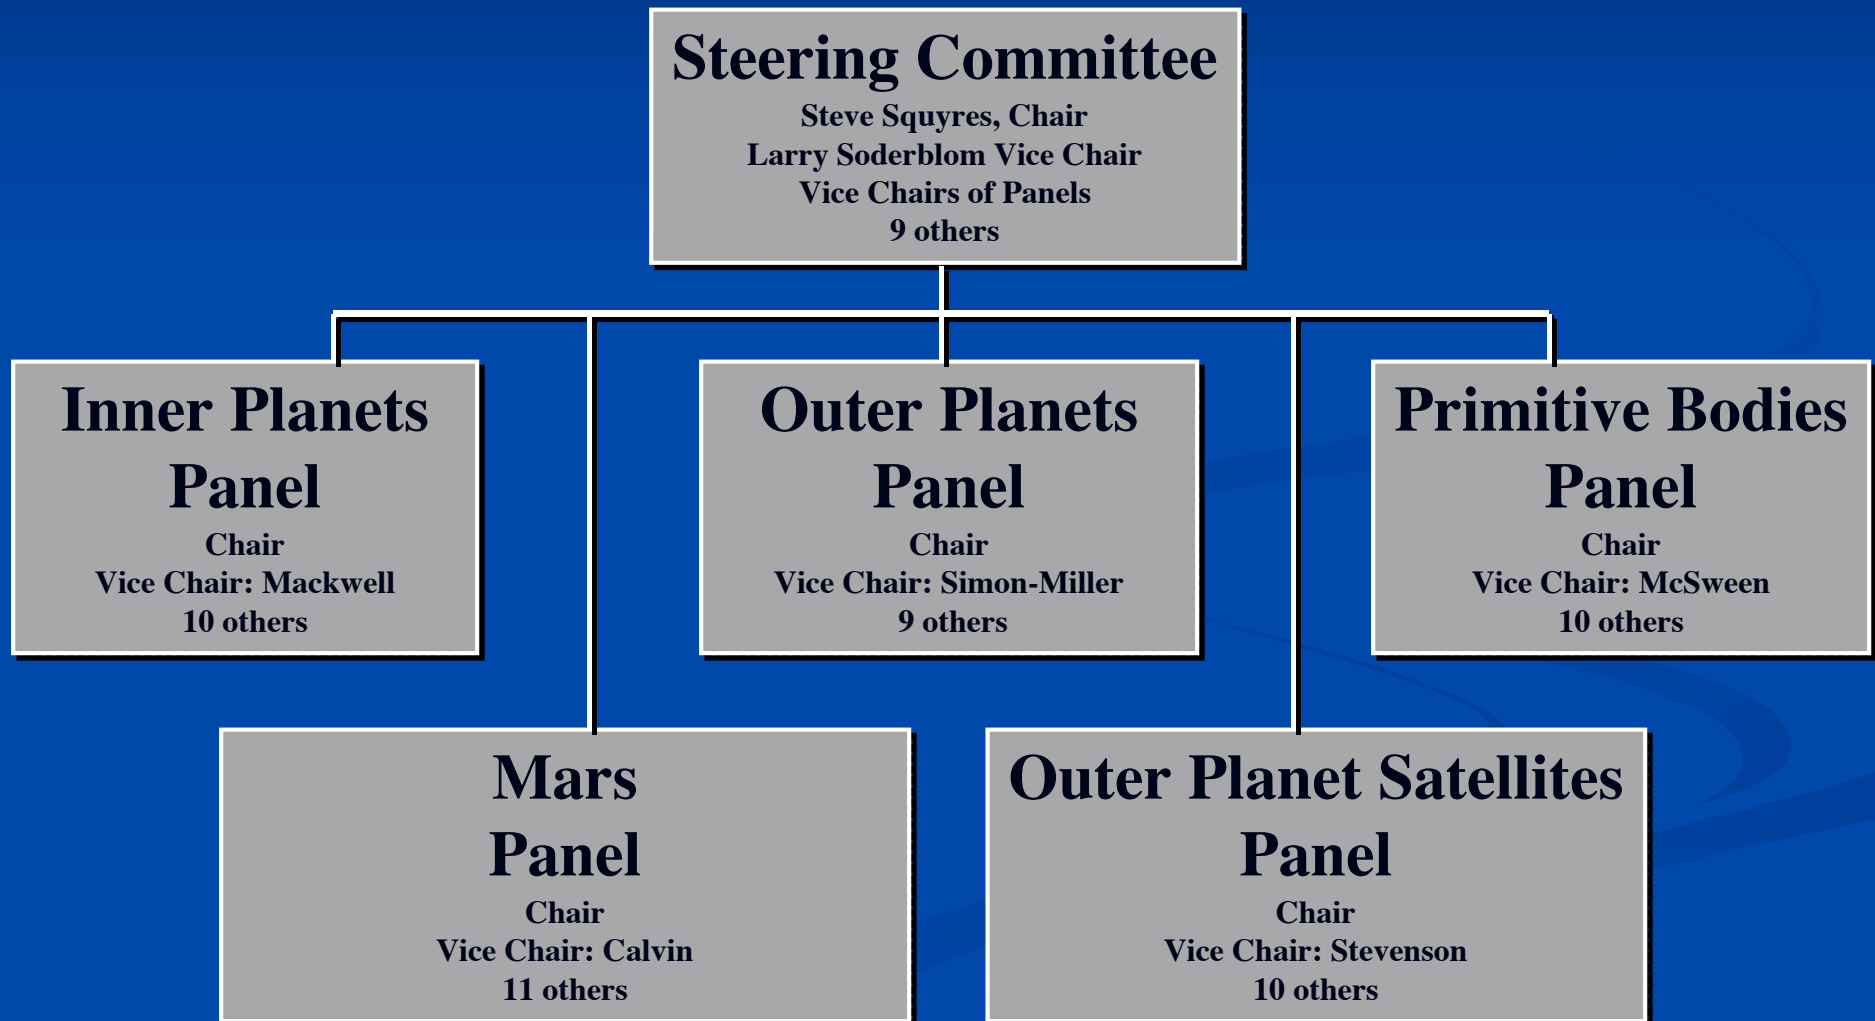 Steering Committee
Steve Squyres, Chair
Larry Soderblom Vice Chair
Vice Chairs of Panels
9 others
Inner Planets
Panel
Chair
Vice Chair: Mackwell
10 others
Outer Planets
Panel
Chair
Vice Chair: Simon-Miller
9 others
Primitive Bodies
Panel
Chair
Vice Chair: McSween
10 others
Mars
Panel
Chair
Vice Chair: Calvin
11 others
Outer Planet Satellites
Panel
Chair
Vice Chair: Stevenson
10 others